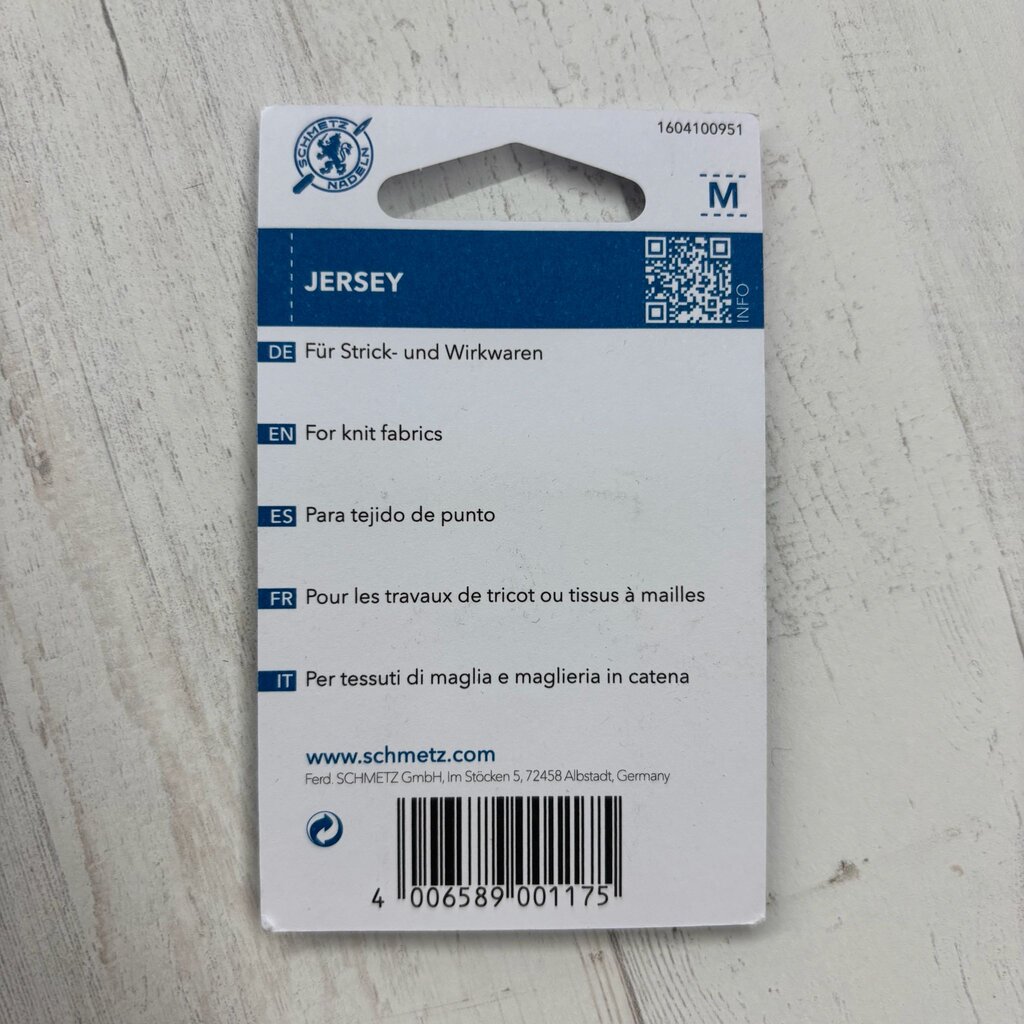 SCHMETZ
NADELN
1604100951
M
JERSEY
INFO
DE Für Strick- und Wirkwaren
EN For knit fabrics
ES Para tejido de punto
FR Pour les travaux de tricot ou tissus à mailles
IT Per tessuti di maglia e maglieria in catena
www.schmetz.com
Ferd. SCHMETZ GmbH, Im Stöcken 5, 72458 Albstadt, Germany
4 006589 001175